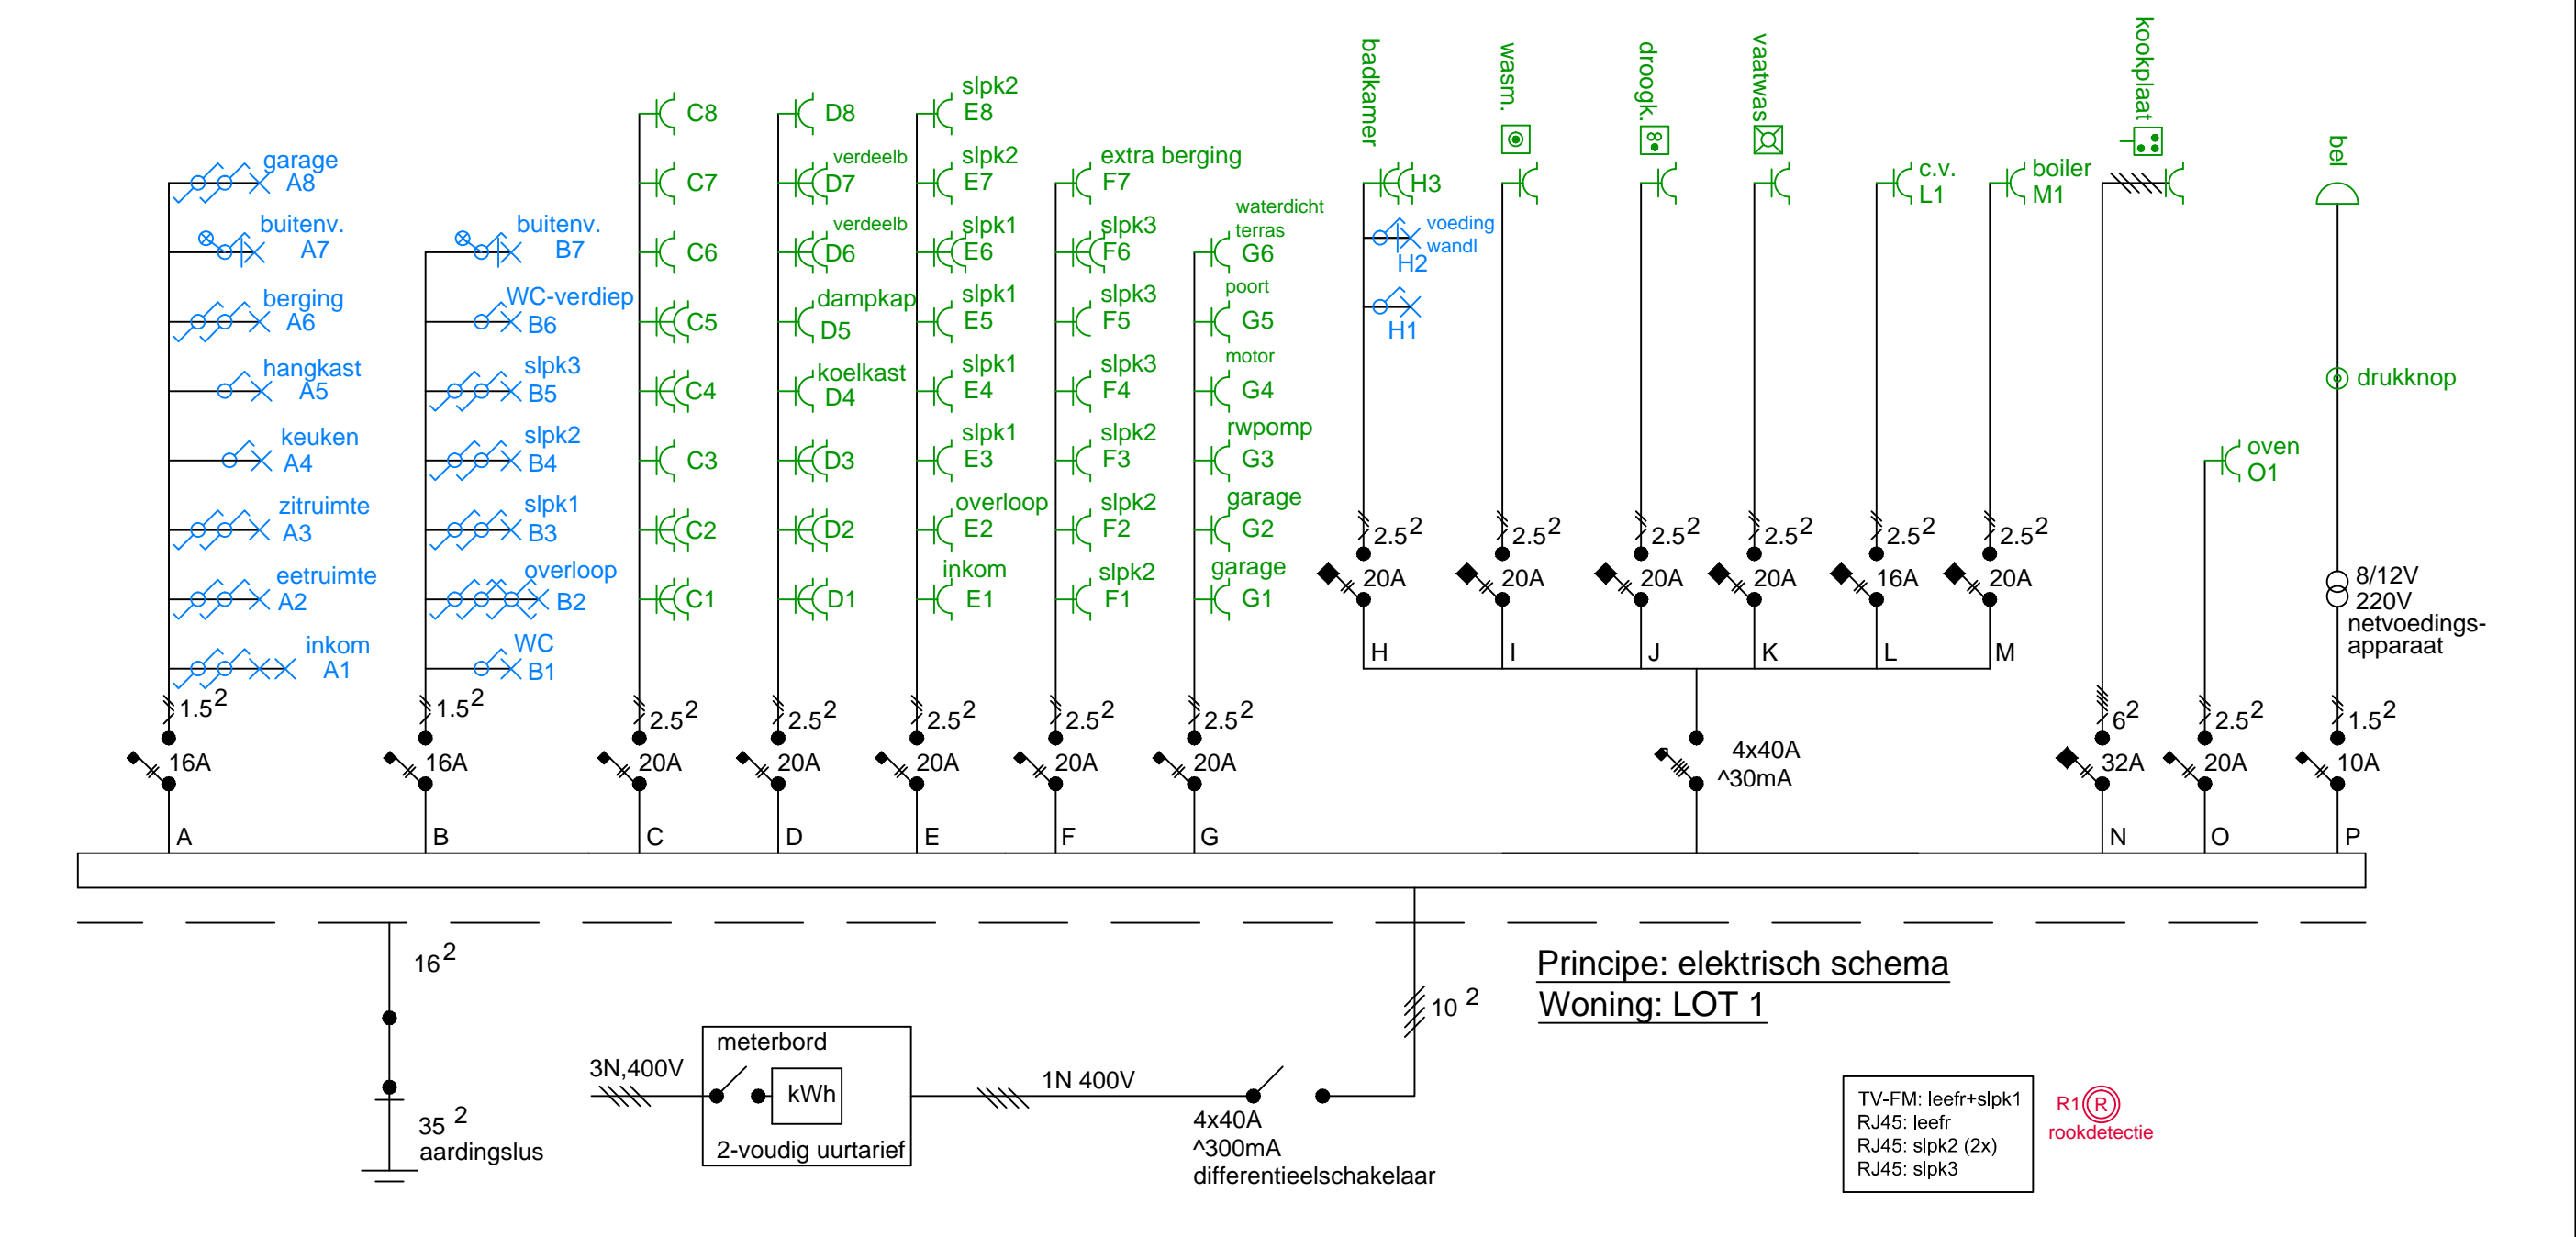 badkamer
wasm.
droogk.
vaatwas
kookplaat
bel
garage
A8
buitenv.
A7
berging
A6
hangkast
A5
keuken
A4
zitruimte
A3
eetruimte
A2
inkom
A1
1.5²
16A
A
buitenv.
B7
WC-verdiep
B6
slpk3
B5
slpk2
B4
slpk1
B3
overloop
B2
WC
B1
1.5²
16A
B
C8
C7
C6
C5
C4
C3
C2
C1
2.5²
20A
C
D8
verdeelb
D7
verdeelb
D6
dampkap
D5
koelkast
D4
D3
D2
D1
2.5²
20A
D
slpk2
E8
slpk2
E7
slpk1
E6
slpk1
E5
slpk1
E4
slpk1
E3
overloop
E2
inkom
E1
2.5²
20A
E
extra berging
F7
slpk3
F6
slpk3
F5
slpk3
F4
slpk2
F3
slpk2
F2
slpk2
F1
2.5²
20A
F
waterdicht
terras
G6
poort
G5
motor
G4
rwpomp
G3
garage
G2
garage
G1
2.5²
20A
G
H3
voeding
wandl
H2
H1
2.5²
20A
H
2.5²
20A
I
2.5²
20A
J
2.5²
20A
K
c.v.
L1
2.5²
16A
L
boiler
M1
2.5²
20A
M
4x40A
^30mA
6²
32A
N
oven
O1
2.5²
20A
O
drukknop
8/12V
220V
netvoedings-
apparaat
1.5²
10A
P
16²
35²
aardingslus
3N,400V
meterbord
kWh
2-voudig uurtarief
1N 400V
4x40A
^300mA
differentieelschakelaar
10²
Principe: elektrisch schema
Woning: LOT 1
TV-FM: leefr+slpk1
RJ45: leefr
RJ45: slpk2 (2x)
RJ45: slpk3
R1 R
rookdetectie